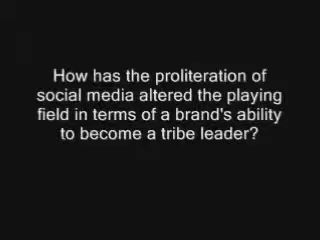 How has the proliteration of
social media altered the playing
field in terms of a brand's ability
to become a tribe leader?